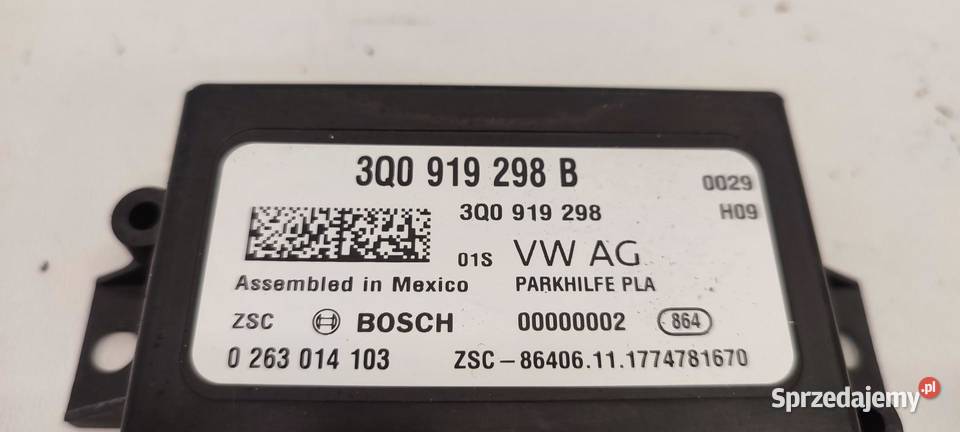 3Q0 919 298 B
0029
3Q0 919 298
H09
01S VW AG
Assembled in Mexico PARKHILFE PLA
ZSC BOSCH 00000002 864
0 263 014 103 ZSC-86406.11.1774781670
Sprzedajemy.pl